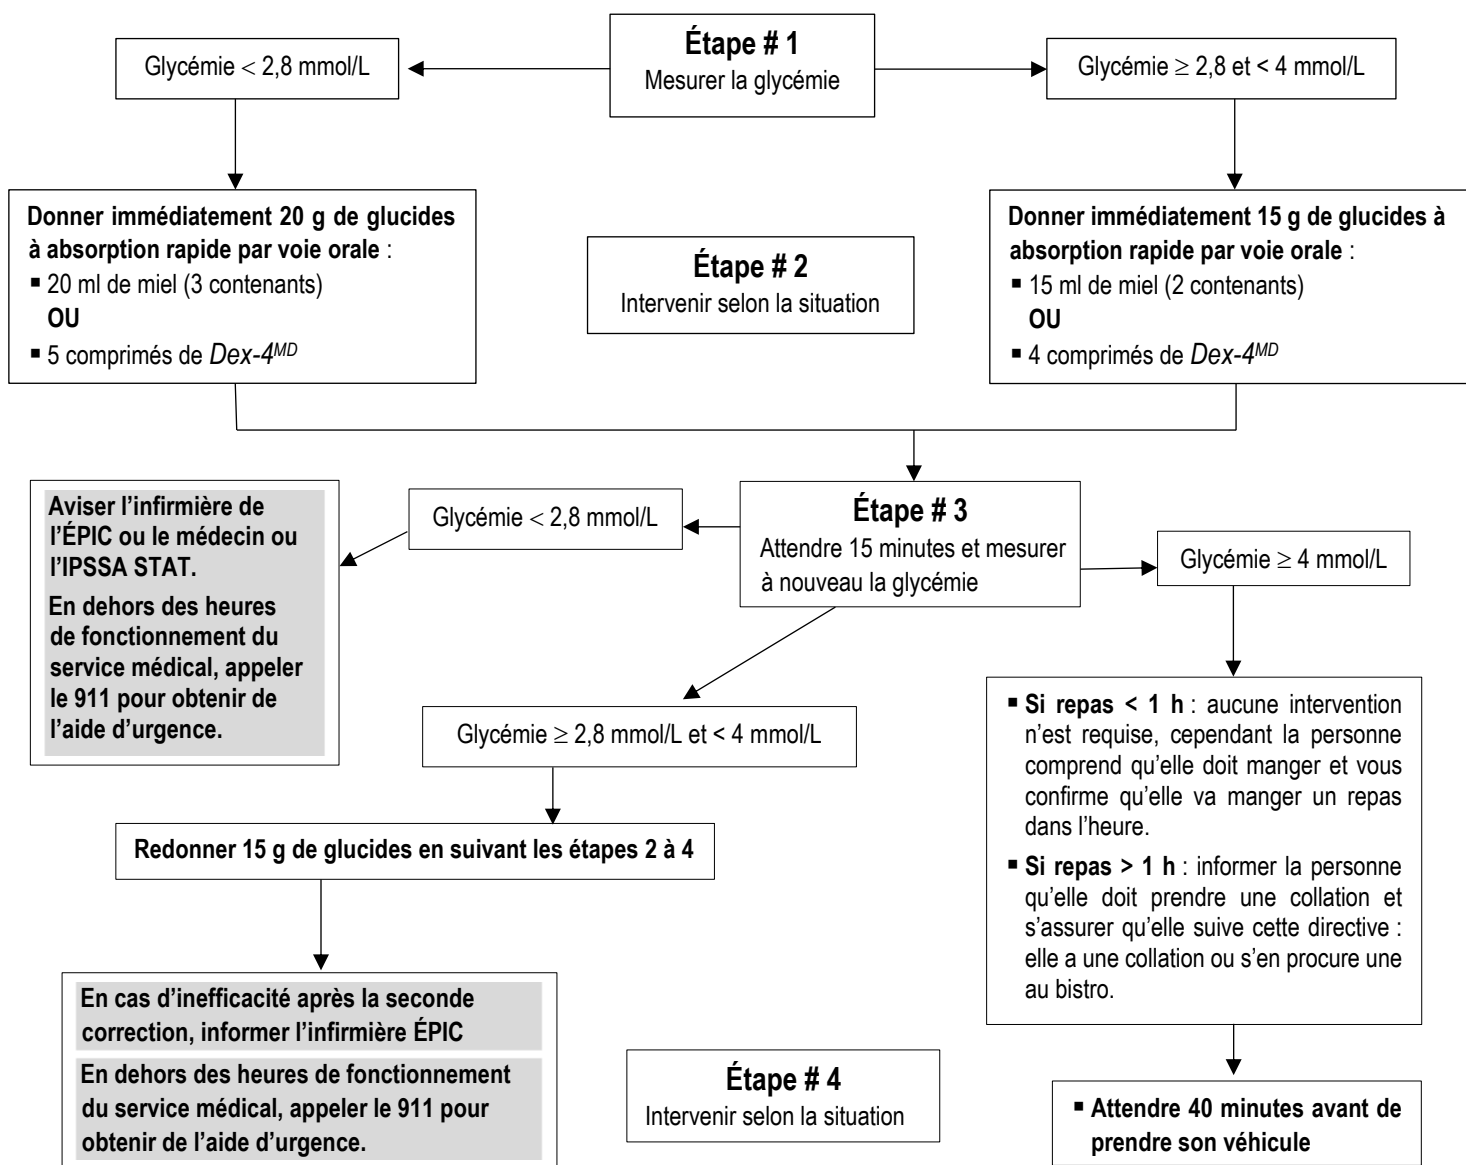 Étape # 1
Mesurer la glycémie
Glycémie < 2,8 mmol/L
Glycémie ≥ 2,8 et < 4 mmol/L
Donner immédiatement 20 g de glucides
à absorption rapide par voie orale :
▪ 20 ml de miel (3 contenants)
OU
▪ 5 comprimés de Dex-4MD
Étape # 2
Intervenir selon la situation
Donner immédiatement 15 g de glucides à
absorption rapide par voie orale :
▪ 15 ml de miel (2 contenants)
OU
▪ 4 comprimés de Dex-4MD
Étape # 3
Attendre 15 minutes et mesurer
à nouveau la glycémie
Glycémie < 2,8 mmol/L
Aviser l’infirmière de
l’ÉPIC ou le médecin ou
l’IPSSA STAT.
En dehors des heures
de fonctionnement du
service médical, appeler
le 911 pour obtenir de
l’aide d’urgence.
Glycémie ≥ 4 mmol/L
Glycémie ≥ 2,8 mmol/L et < 4 mmol/L
Redonner 15 g de glucides en suivant les étapes 2 à 4
▪ Si repas < 1 h : aucune intervention
n’est requise, cependant la personne
comprend qu’elle doit manger et vous
confirme qu’elle va manger un repas
dans l’heure.
▪ Si repas > 1 h : informer la personne
qu’elle doit prendre une collation et
s’assurer qu’elle suive cette directive :
elle a une collation ou s’en procure une
au bistro.
En cas d’inefficacité après la seconde
correction, informer l’infirmière ÉPIC
En dehors des heures de fonctionnement
du service médical, appeler le 911 pour
obtenir de l’aide d’urgence.
Étape # 4
Intervenir selon la situation
▪ Attendre 40 minutes avant de
prendre son véhicule